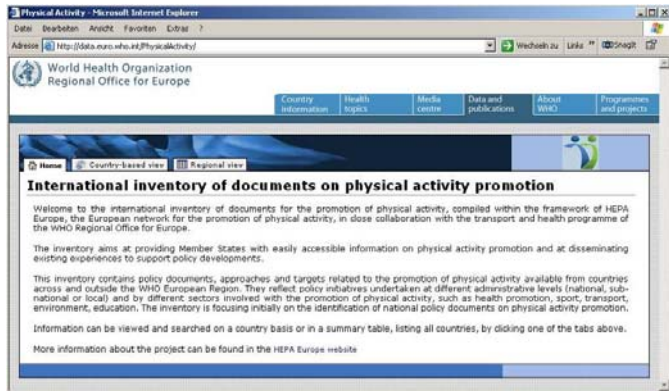 Physical Activity - Microsoft Internet Explorer
Datei Bearbeiten Ansicht Favoriten Extras ?
Adresse http://data.euro.who.int/PhysicalActivity/ Wechseln zu Links » SnagIt
World Health Organization
Regional Office for Europe
Country information
Health topics
Media centre
Data and publications
About WHO
Programmes and projects
Home Country-based view Regional view
International inventory of documents on physical activity promotion
Welcome to the international inventory of documents for the promotion of physical activity, compiled within the framework of HEPA
Europe, the European network for the promotion of physical activity, in close collaboration with the transport and health programme of
the WHO Regional Office for Europe.
The inventory aims at providing Member States with easily accessible information on physical activity promotion and at disseminating
existing experiences to support policy developments.
This inventory contains policy documents, approaches and targets related to the promotion of physical activity available from countries
across and outside the WHO European Region. They reflect policy initiatives undertaken at different administrative levels (national, sub-
national or local) and by different sectors involved with the promotion of physical activity, such as health promotion, sport, transport,
environment, education. The inventory is focusing initially on the identification of national policy documents on physical activity promotion.
Information can be viewed and searched on a country basis or in a summary table, listing all countries, by clicking one of the tabs above.
More information about the project can be found in the HEPA Europe website